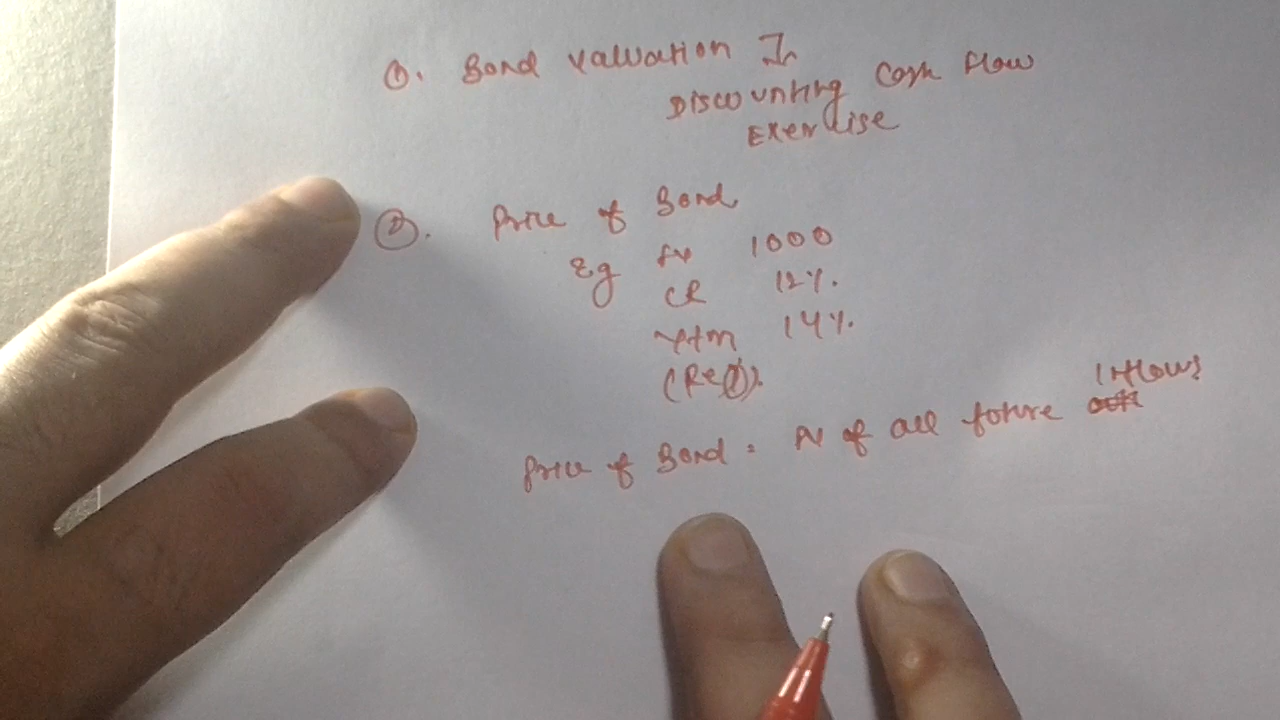 ①. Bond Valuation Is
Discounting Cash Flow
Exercise
②. Price of Bond
Eg FV 1000
CR 12%.
YTM 14%.
(Re
Price of Bond = PV of all future inflows